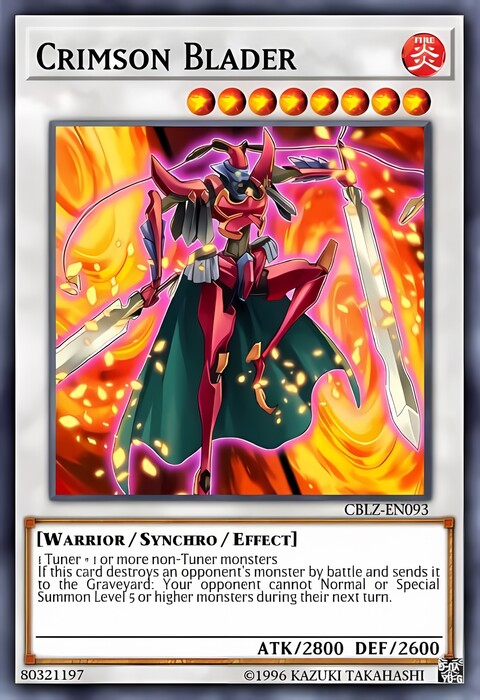 CRIMSON BLADER
FIRE
炎
CBLZ-EN093
[WARRIOR / SYNCHRO / EFFECT]
1 Tuner + 1 or more non-Tuner monsters
If this card destroys an opponent's monster by battle and sends it
to the Graveyard: Your opponent cannot Normal or Special
Summon Level 5 or higher monsters during their next turn.
ATK/2800 DEF/2600
80321197
©1996 KAZUKI TAKAHASHI